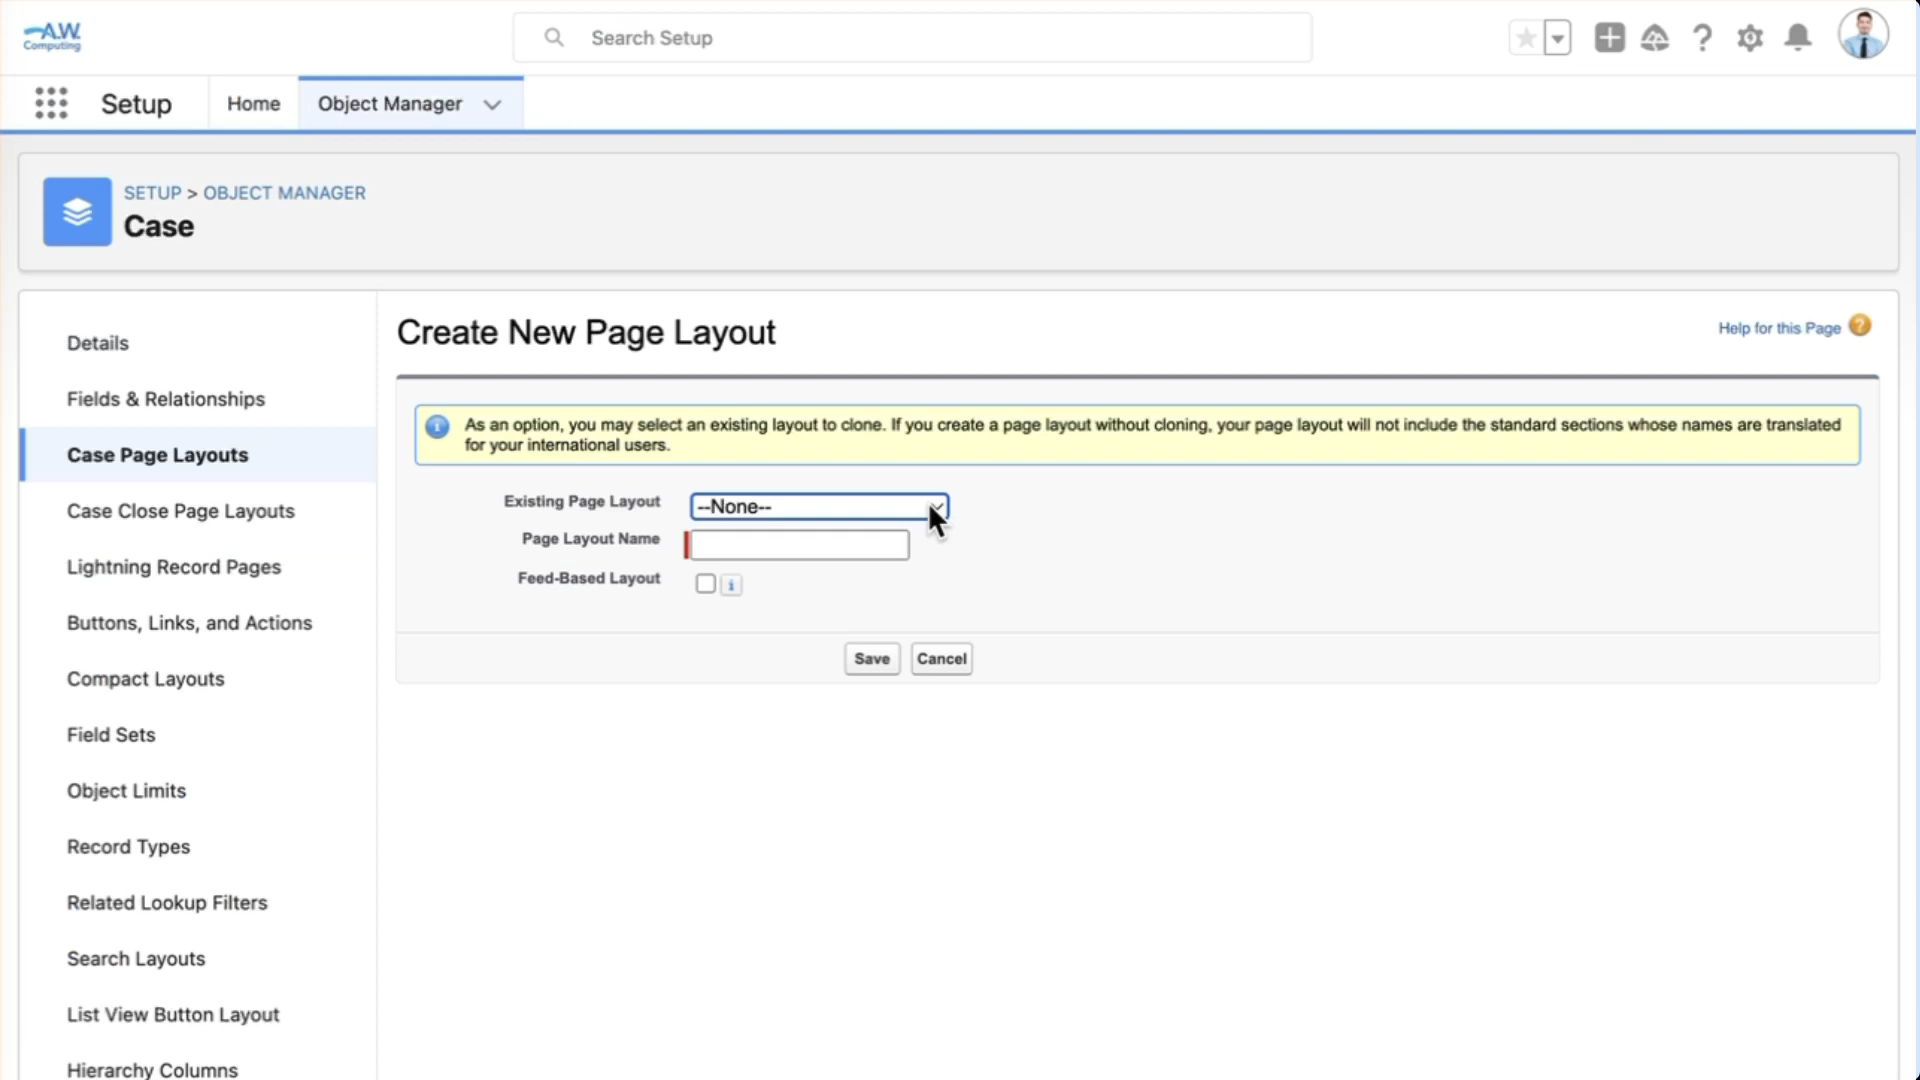 A.W.
Computing
Search Setup
Setup
Home
Object Manager
SETUP > OBJECT MANAGER
Case
Details
Fields & Relationships
Case Page Layouts
Case Close Page Layouts
Lightning Record Pages
Buttons, Links, and Actions
Compact Layouts
Field Sets
Object Limits
Record Types
Related Lookup Filters
Search Layouts
List View Button Layout
Hierarchy Columns
Create New Page Layout
Help for this Page ?
As an option, you may select an existing layout to clone. If you create a page layout without cloning, your page layout will not include the standard sections whose names are translated
for your international users.
Existing Page Layout --None--
Page Layout Name
Feed-Based Layout i
Save Cancel